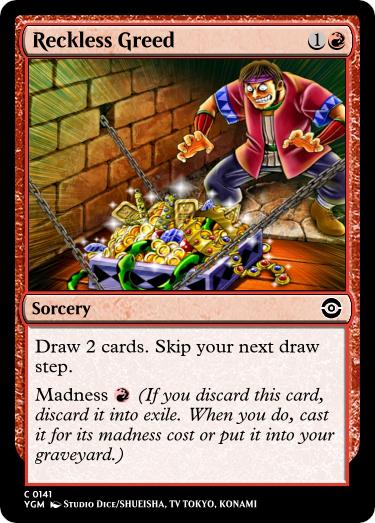 Reckless Greed 1
Sorcery
Draw 2 cards. Skip your next draw
step.
Madness (If you discard this card,
discard it into exile. When you do, cast
it for its madness cost or put it into your
graveyard.)
C 0141
YGM Studio Dice/SHUEISHA, TV TOKYO, KONAMI